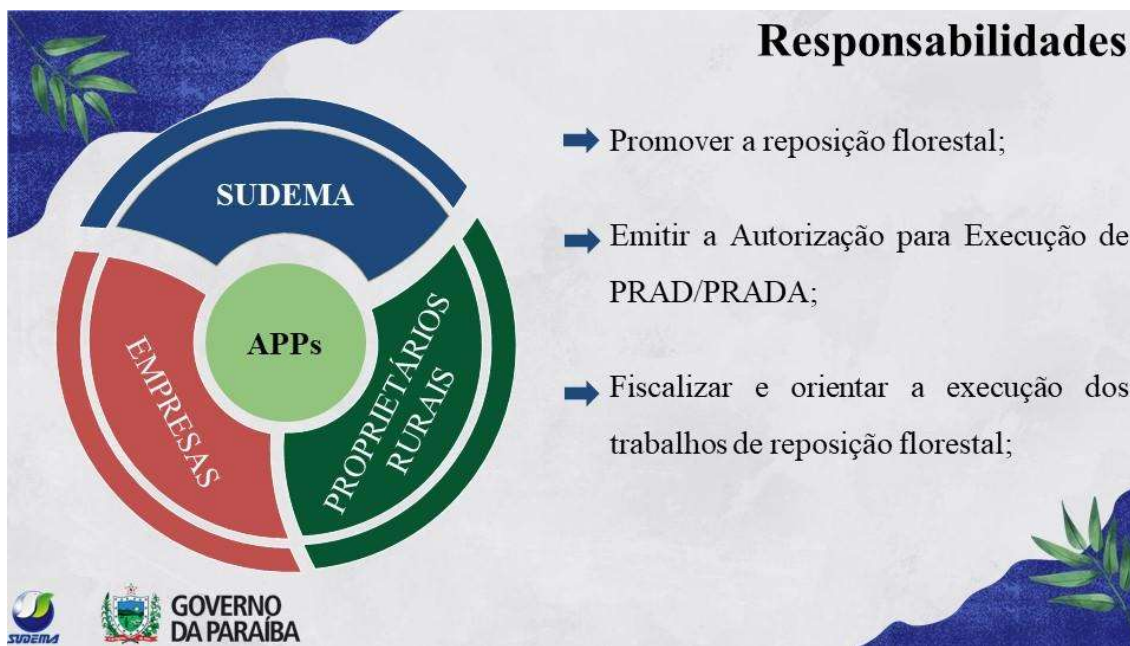 Responsabilidades
SUDEMA
EMPRESAS
APPs
PROPRIETÁRIOS
RURAIS
Promover a reposição florestal;
Emitir a Autorização para Execução de
PRAD/PRADA;
Fiscalizar e orientar a execução dos
trabalhos de reposição florestal;
SUDEMA
GOVERNO
DA PARAÍBA